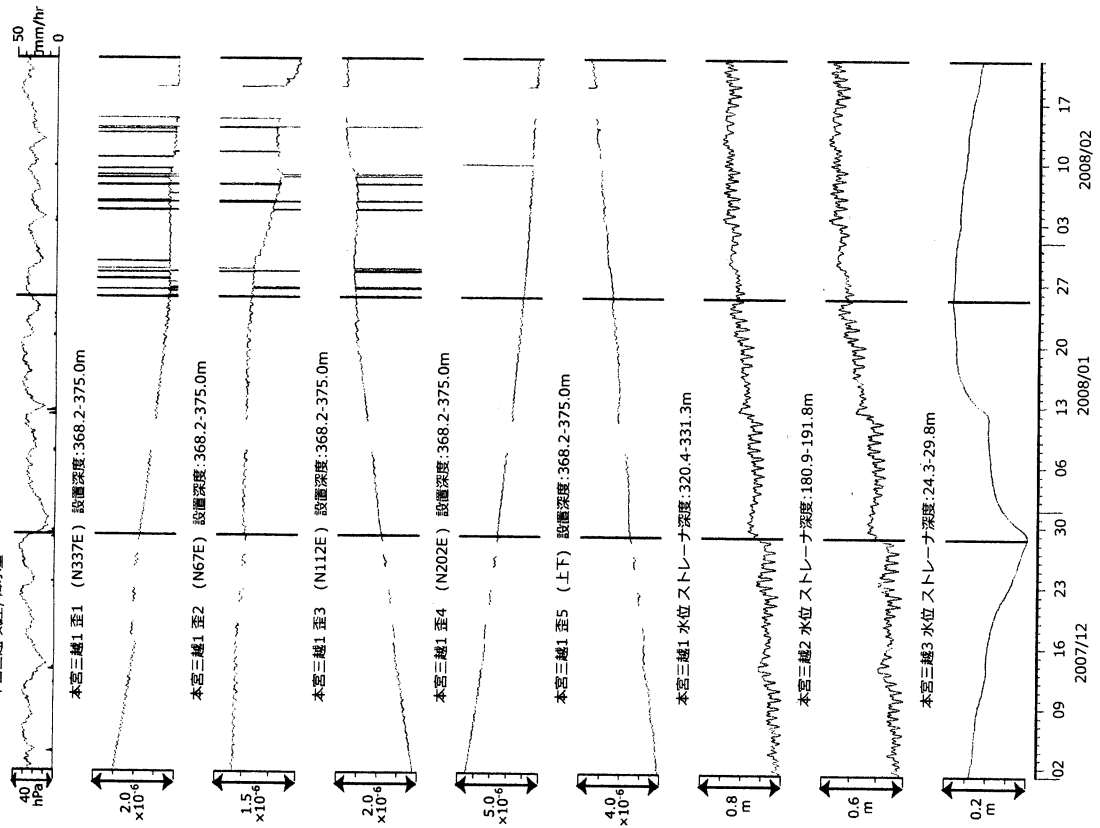 50
mm/hr
0
40
hPa
本宮三越1 歪1 （N337E） 設置深度:368.2-375.0m
2.0
×10-6
本宮三越1 歪2 （N67E） 設置深度:368.2-375.0m
1.5
×10-6
本宮三越1 歪3 （N112E） 設置深度:368.2-375.0m
2.0
×10-6
本宮三越1 歪4 （N202E） 設置深度:368.2-375.0m
5.0
×10-6
本宮三越1 歪5 （上下） 設置深度:368.2-375.0m
4.0
×10-6
本宮三越1 水位 ストレーナ深度:320.4-331.3m
0.8
m
本宮三越2 水位 ストレーナ深度:180.9-191.8m
0.6
m
本宮三越3 水位 ストレーナ深度:24.3-29.8m
0.2
m
02 09 16 23 30 06 13 20 27 03 10 17
2007/12 2008/01 2008/02